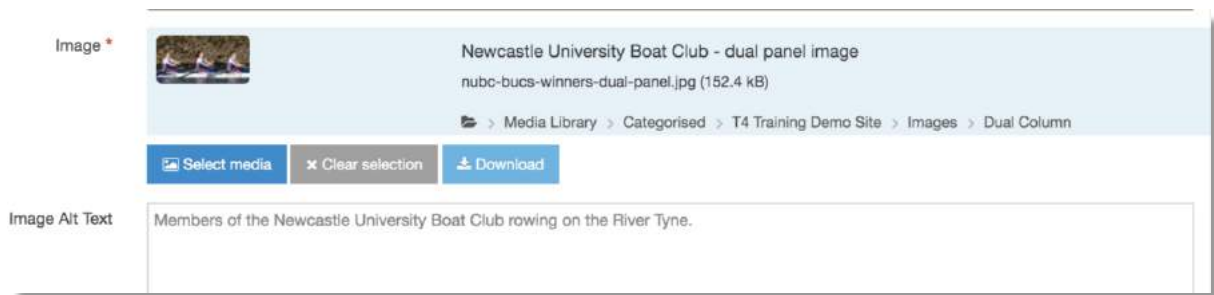 Image *
Newcastle University Boat Club - dual panel image
nubc-bucs-winners-dual-panel.jpg (152.4 kB)
> Media Library > Categorised > T4 Training Demo Site > Images > Dual Column
Select media
× Clear selection
Download
Image Alt Text
Members of the Newcastle University Boat Club rowing on the River Tyne.